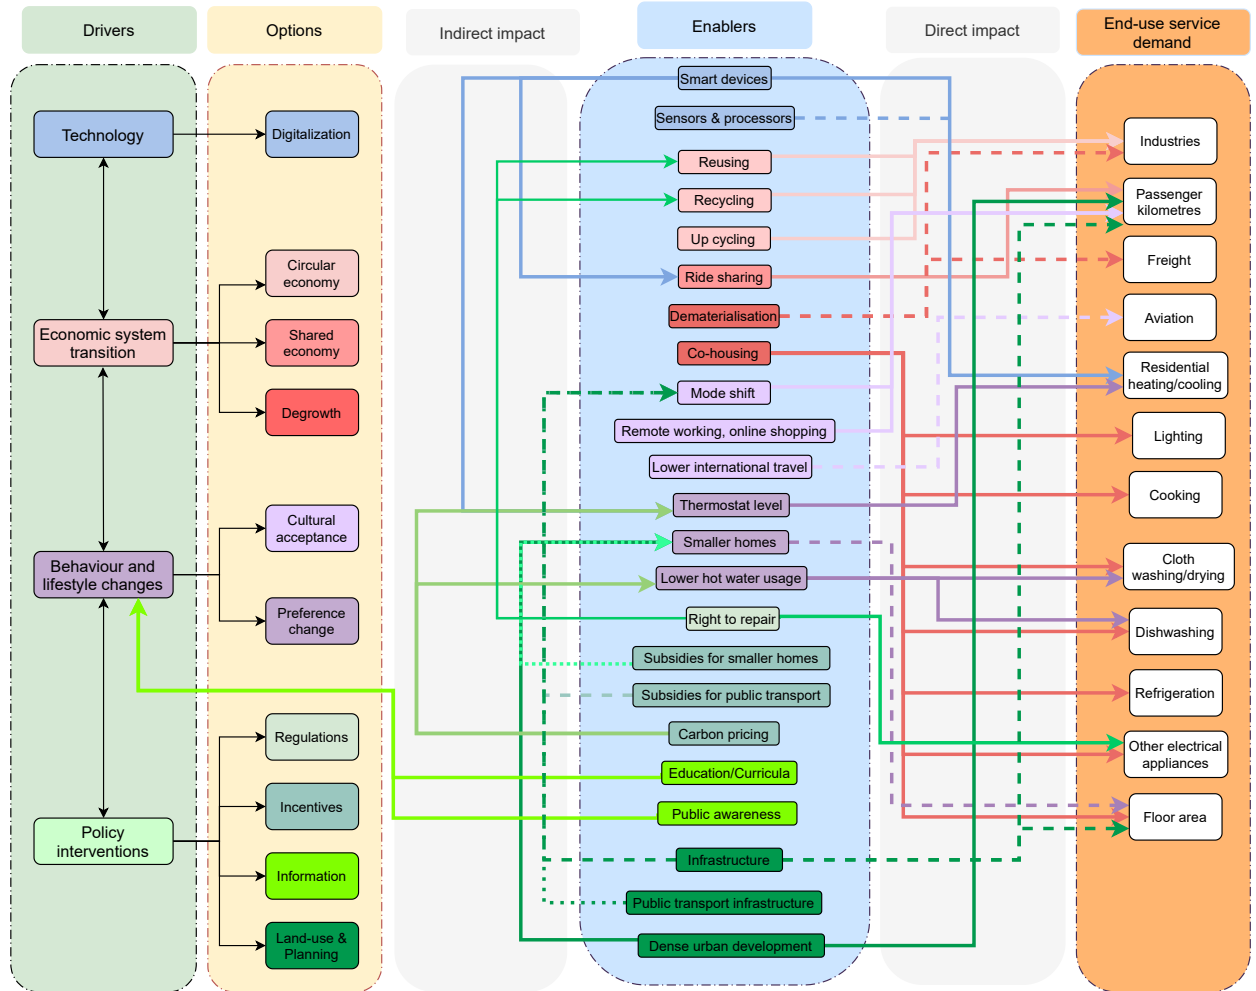 Drivers
Options
Indirect impact
Enablers
Direct impact
End-use service
demand
Technology
Economic system
transition
Behaviour and
lifestyle changes
Policy
interventions
Digitalization
Circular
economy
Shared
economy
Degrowth
Cultural
acceptance
Preference
change
Regulations
Incentives
Information
Land-use &
Planning
Smart devices
Sensors & processors
Reusing
Recycling
Up cycling
Ride sharing
Dematerialisation
Co-housing
Mode shift
Remote working, online shopping
Lower international travel
Thermostat level
Smaller homes
Lower hot water usage
Right to repair
Subsidies for smaller homes
Subsidies for public transport
Carbon pricing
Education/Curricula
Public awareness
Infrastructure
Public transport infrastructure
Dense urban development
Industries
Passenger
kilometres
Freight
Aviation
Residential
heating/cooling
Lighting
Cooking
Cloth
washing/drying
Dishwashing
Refrigeration
Other electrical
appliances
Floor area